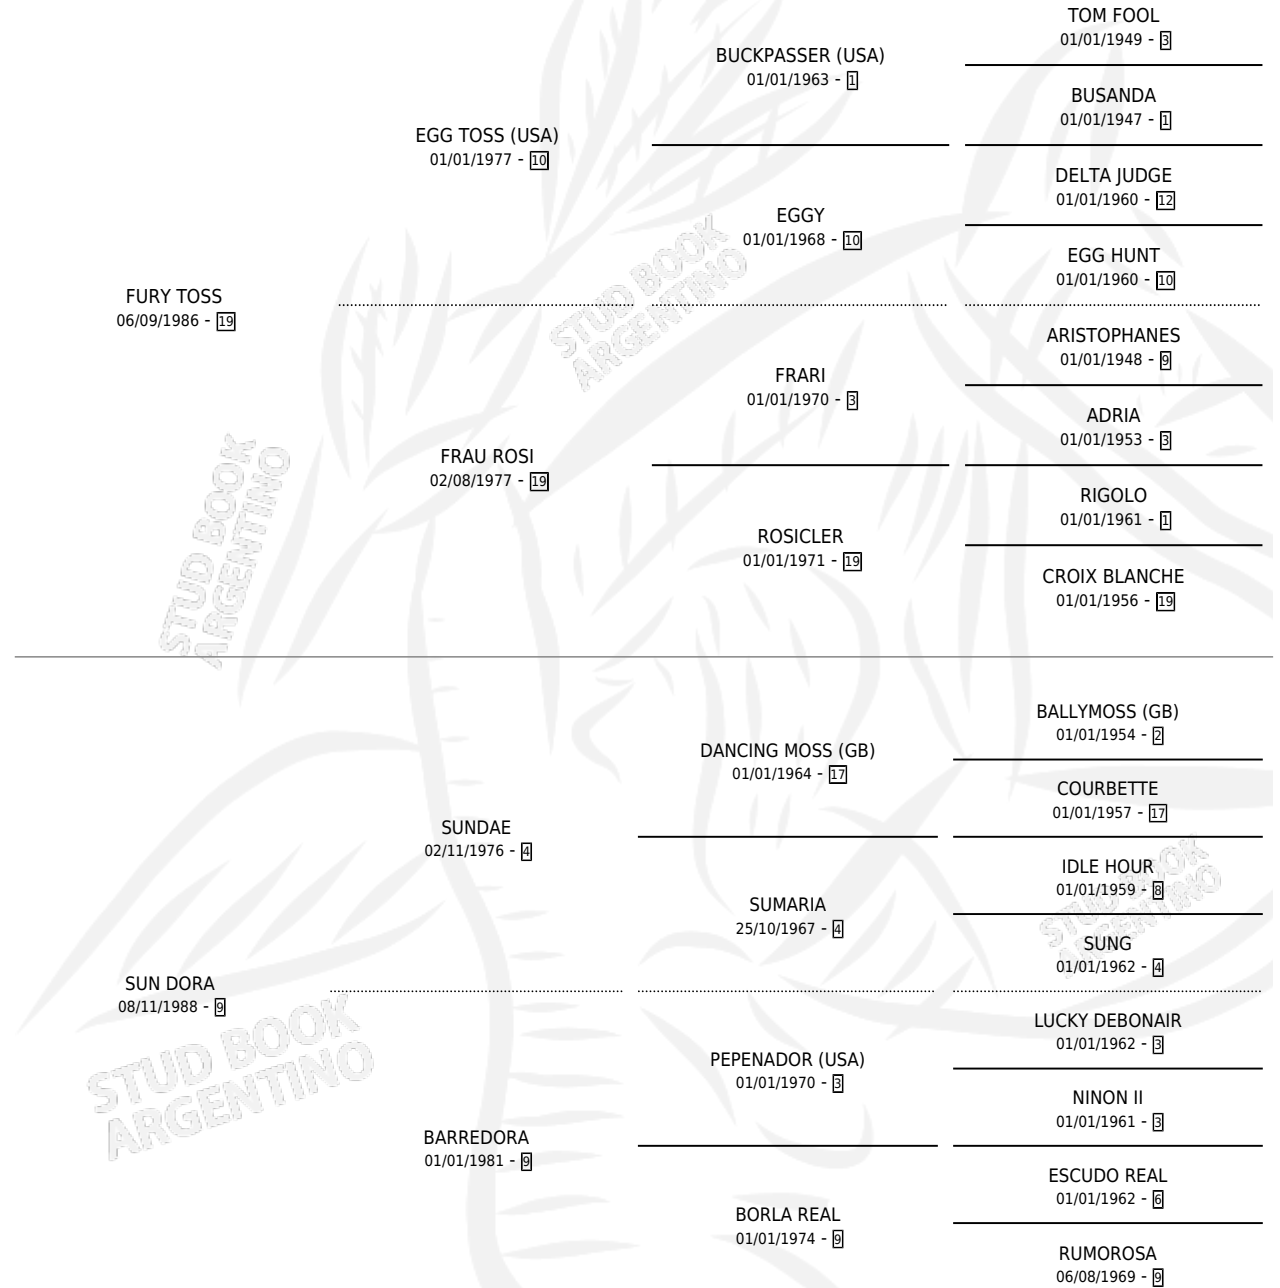 TOM FOOL
01/01/1949 - 3
BUCKPASSER (USA)
01/01/1963 - 1
BUSANDA
01/01/1947 - 1
EGG TOSS (USA)
01/01/1977 - 10
DELTA JUDGE
01/01/1960 - 12
EGGY
01/01/1968 - 10
EGG HUNT
01/01/1960 - 10
STUD BOOK
ARGENTINO
FURY TOSS
06/09/1986 - 19
ARISTOPHANES
01/01/1948 - 9
FRARI
01/01/1970 - 3
ADRIA
01/01/1953 - 3
FRAU ROSI
02/08/1977 - 19
RIGOLO
01/01/1961 - 1
ROSICLER
01/01/1971 - 19
CROIX BLANCHE
01/01/1956 - 19
STUD BOOK
ARGENTINO
BALLYMOSS (GB)
01/01/1954 - 2
DANCING MOSS (GB)
01/01/1964 - 17
COURBETTE
01/01/1957 - 17
SUNDAE
02/11/1976 - 4
IDLE HOUR
01/01/1959 - 8
SUMARIA
25/10/1967 - 4
SUNG
01/01/1962 - 4
STUD BOOK
ARGENTINO
SUN DORA
08/11/1988 - 9
LUCKY DEBONAIR
01/01/1962 - 3
PEPENADOR (USA)
01/01/1970 - 3
NINON II
01/01/1961 - 3
STUD BOOK
ARGENTINO
BARREDORA
01/01/1981 - 9
ESCUDO REAL
01/01/1962 - 6
BORLA REAL
01/01/1974 - 9
RUMOROSA
06/08/1969 - 9